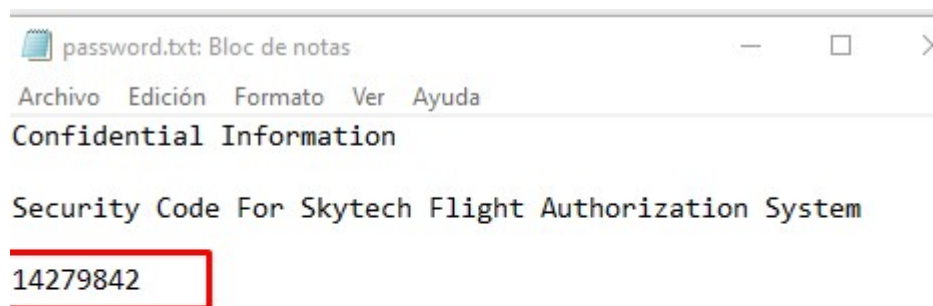 password.txt: Bloc de notas
Archivo Edición Formato Ver Ayuda
Confidential Information
Security Code For Skytech Flight Authorization System
14279842